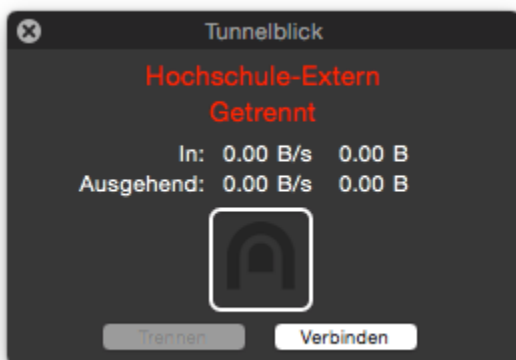 Tunnelblick
Hochschule-Extern
Getrennt
In: 0.00 B/s 0.00 B
Ausgehend: 0.00 B/s 0.00 B
Trennen Verbinden